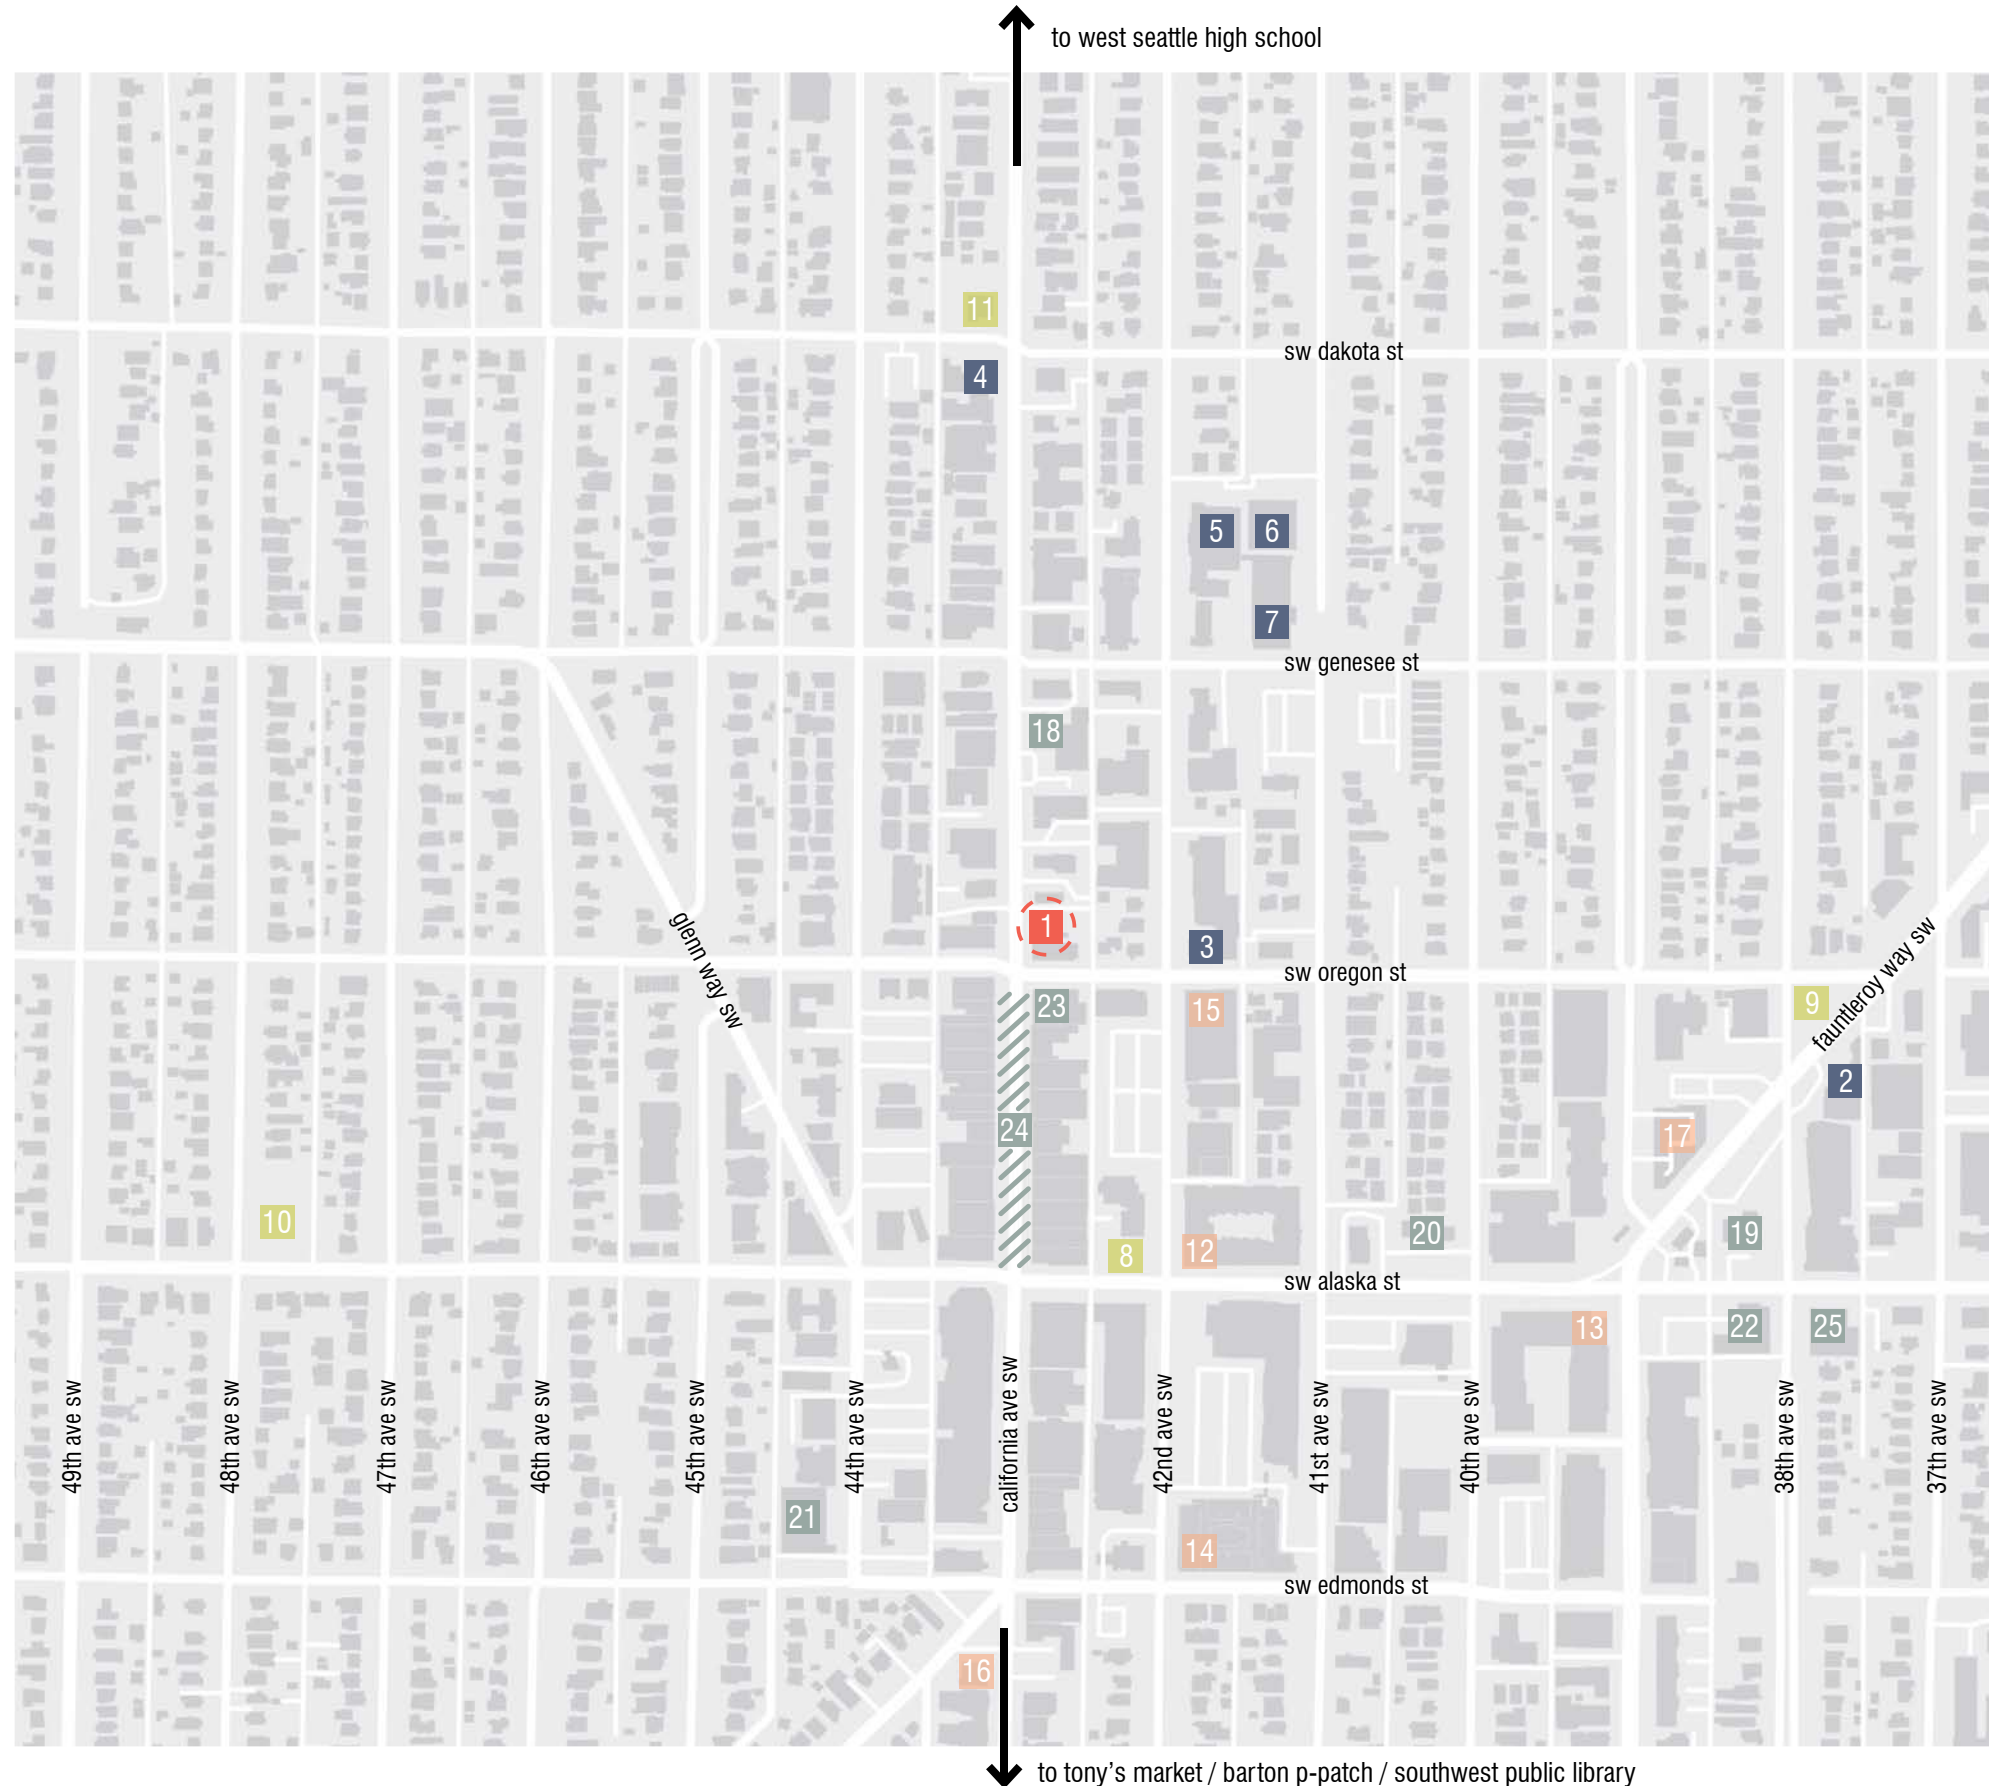 to west seattle high school
11
sw dakota st
4
5
6
7
sw genesee st
18
1
glenn way sw
3
sw oregon st
fauntleroy way sw
23
15
9
2
24
17
10
8
12
20
19
sw alaska st
13
22
25
49th ave sw
48th ave sw
47th ave sw
46th ave sw
45th ave sw
44th ave sw
california ave sw
42nd ave sw
41st ave sw
40th ave sw
38th ave sw
37th ave sw
21
14
sw edmonds st
16
to tony's market / barton p-patch / southwest public library